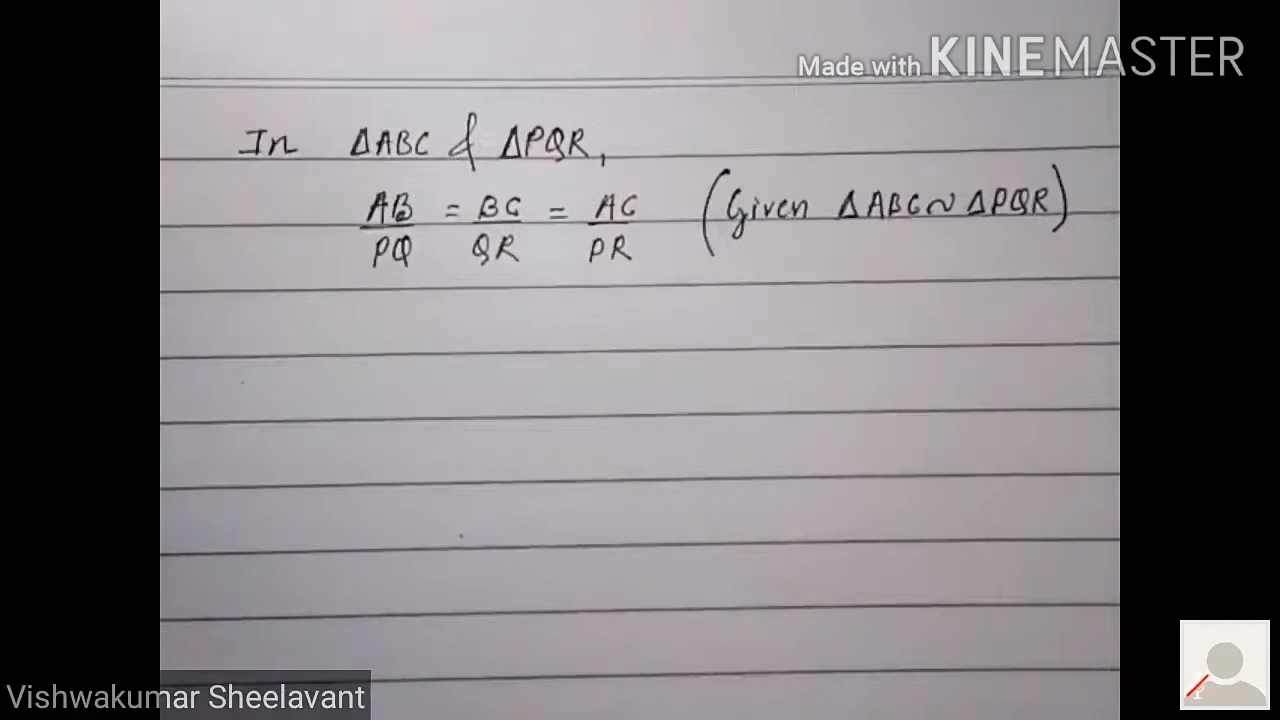 Made with KINEMASTER
In ΔABC & ΔPQR,
AB/PQ = BC/QR = AC/PR (Given ΔABC ~ ΔPQR)
Vishwakumar Sheelavant